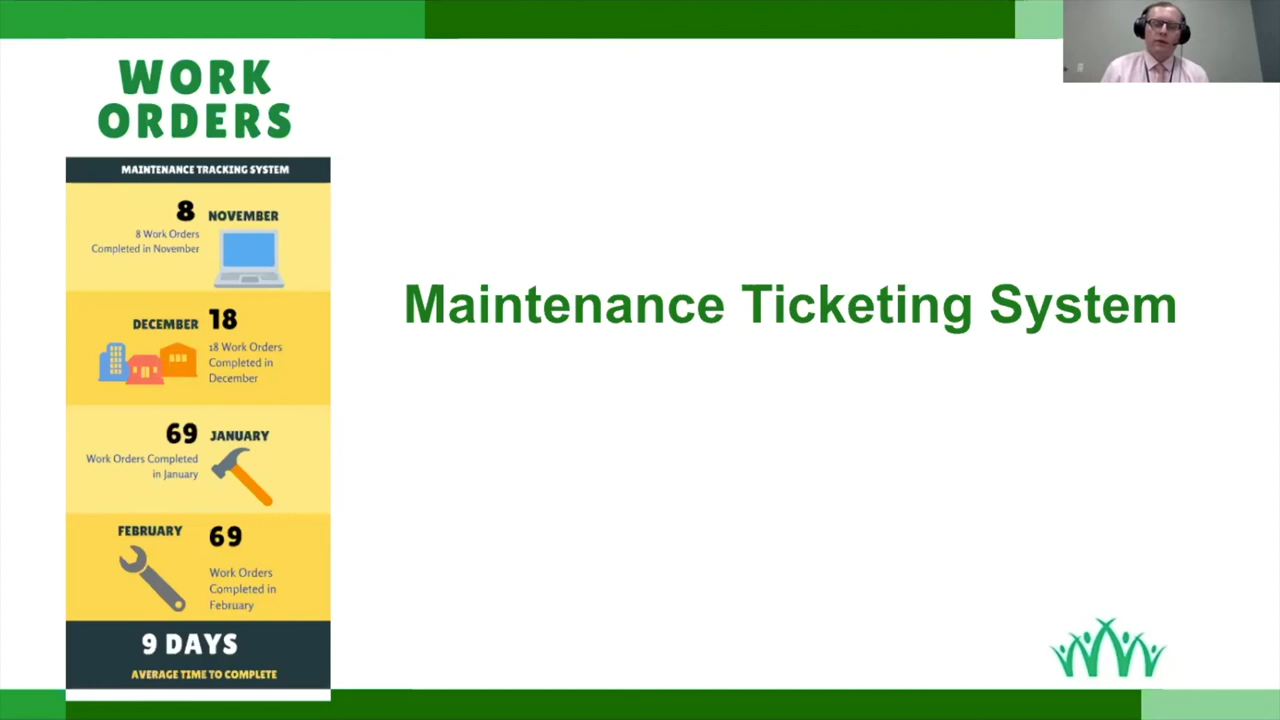 WORK
ORDERS
MAINTENANCE TRACKING SYSTEM
8 NOVEMBER
8 Work Orders
Completed in November
DECEMBER 18
18 Work Orders
Completed in
December
69 JANUARY
Work Orders Completed
in January
FEBRUARY 69
Work Orders
Completed in
February
9 DAYS
AVERAGE TIME TO COMPLETE
Maintenance Ticketing System